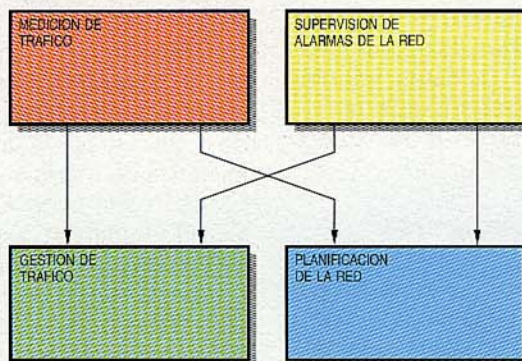 MEDICION DE
TRAFICO
SUPERVISION DE
ALARMAS DE LA RED
GESTION DE
TRAFICO
PLANIFICACION
DE LA RED